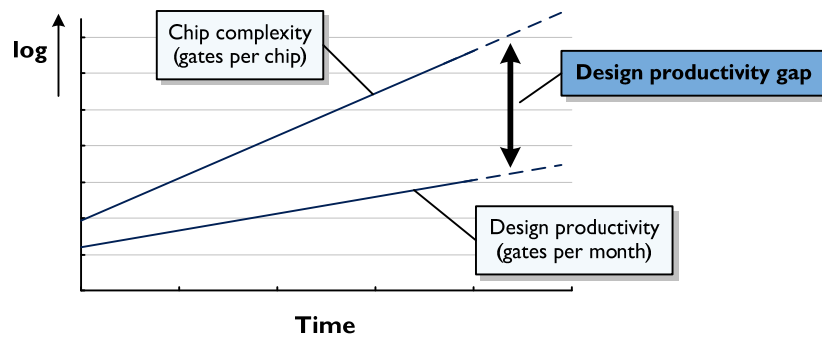 log
Chip complexity
(gates per chip)
Design productivity gap
Design productivity
(gates per month)
Time